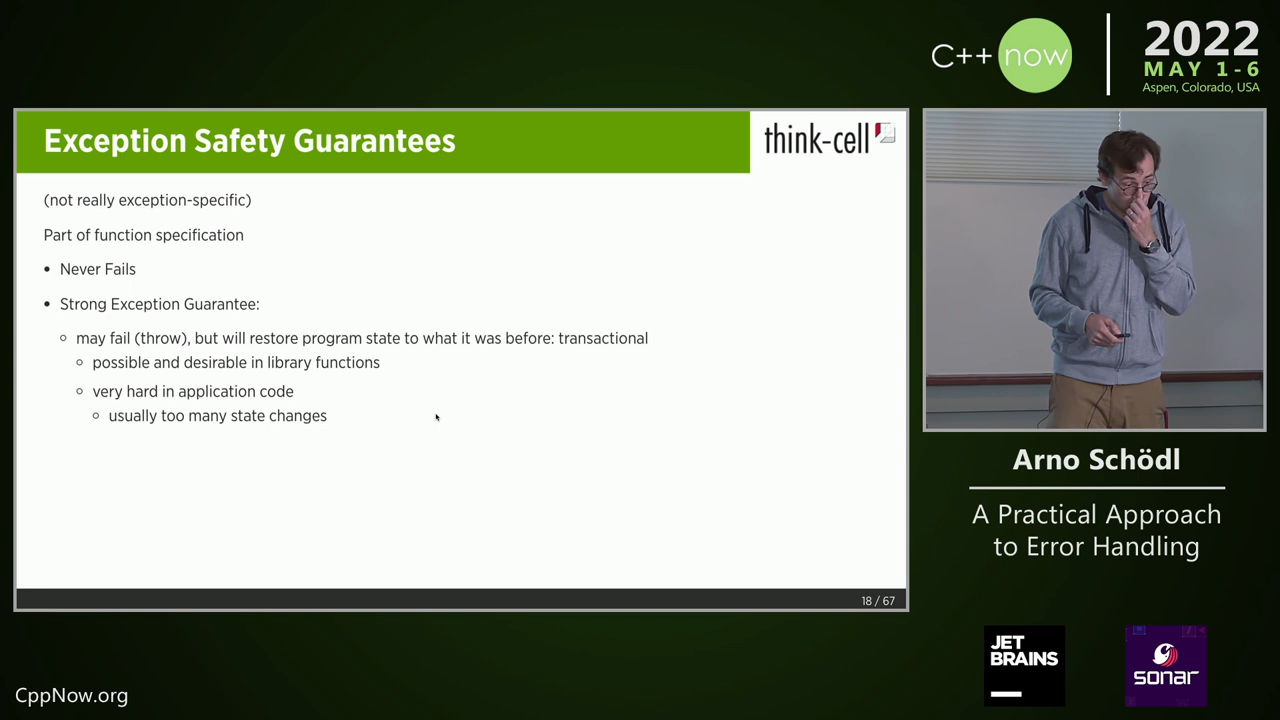 C++ now
2022
MAY 1-6
Aspen, Colorado, USA
Exception Safety Guarantees
think-cell
(not really exception-specific)
Part of function specification
• Never Fails
• Strong Exception Guarantee:
○ may fail (throw), but will restore program state to what it was before: transactional
○ possible and desirable in library functions
○ very hard in application code
○ usually too many state changes
18 / 67
Arno Schödl
A Practical Approach
to Error Handling
JET
BRAINS
sonar
CppNow.org